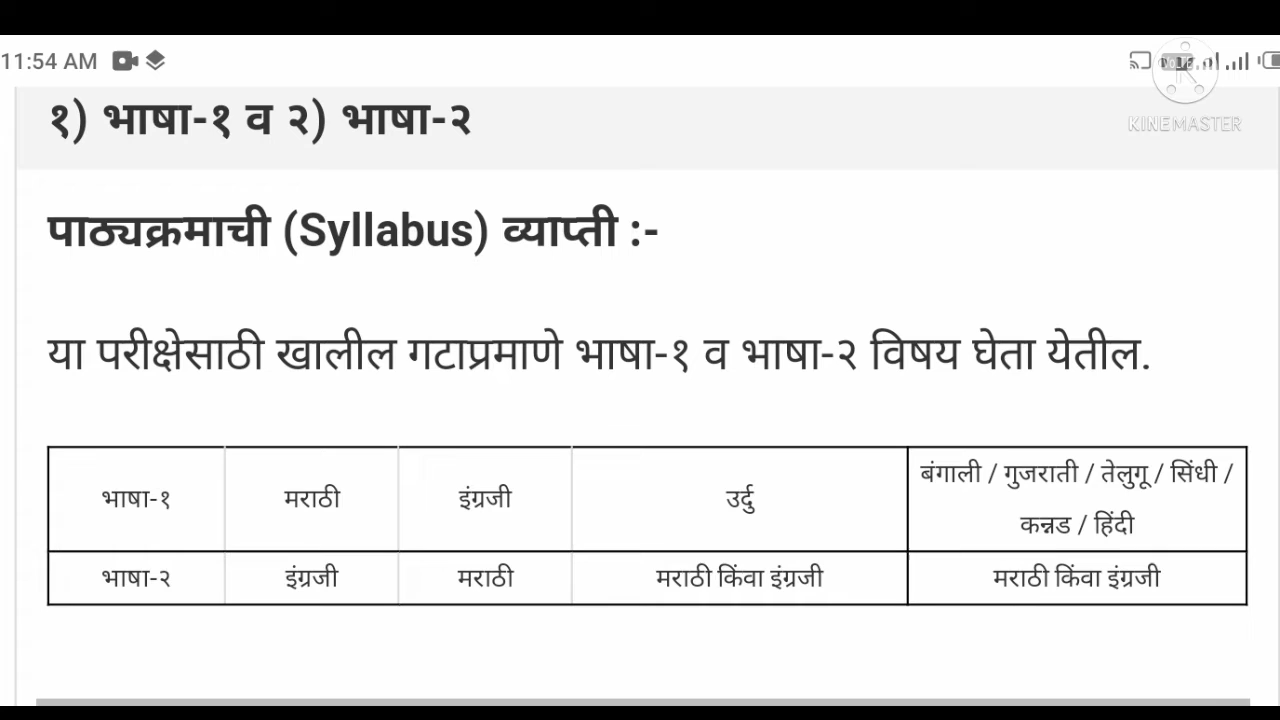 11:54 AM
KINEMASTER
१) भाषा-१ व २) भाषा-२
पाठ्यक्रमाची (Syllabus) व्याप्ती :-
या परीक्षेसाठी खालील गटाप्रमाणे भाषा-१ व भाषा-२ विषय घेता येतील.
भाषा-१ मराठी इंग्रजी उर्दु बंगाली / गुजराती / तेलुगू / सिंधी /
कन्नड / हिंदी
भाषा-२ इंग्रजी मराठी मराठी किंवा इंग्रजी मराठी किंवा इंग्रजी